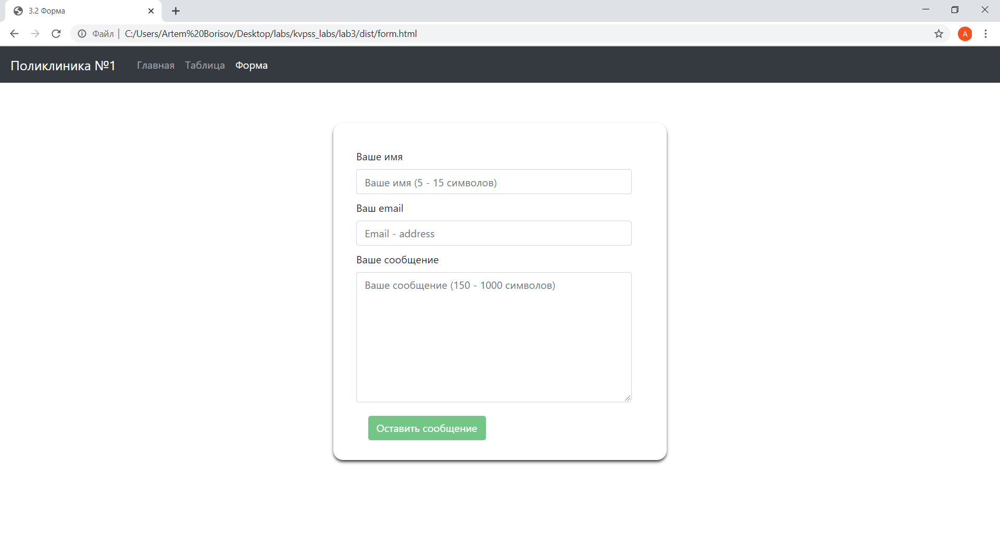 3.2 Форма
Файл C:/Users/Artem%20Borisov/Desktop/labs/kvpss_labs/lab3/dist/form.html A
Поликлиника №1 Главная Таблица Форма
Ваше имя
Ваше имя (5 - 15 символов)
Ваш email
Email - address
Ваше сообщение
Ваше сообщение (150 - 1000 символов)
Оставить сообщение